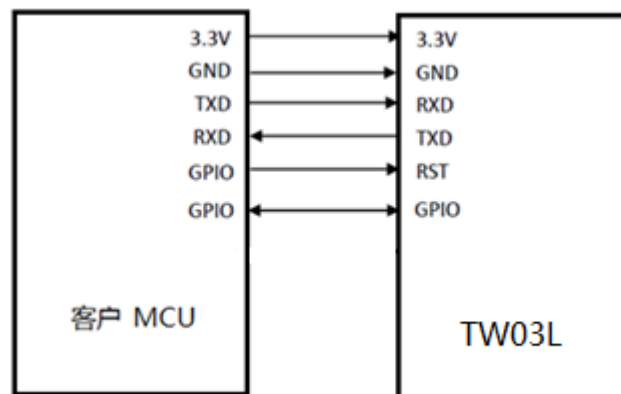 3.3V 3.3V
GND GND
TXD RXD
RXD TXD
GPIO RST
GPIO GPIO
客户 MCU TW03L